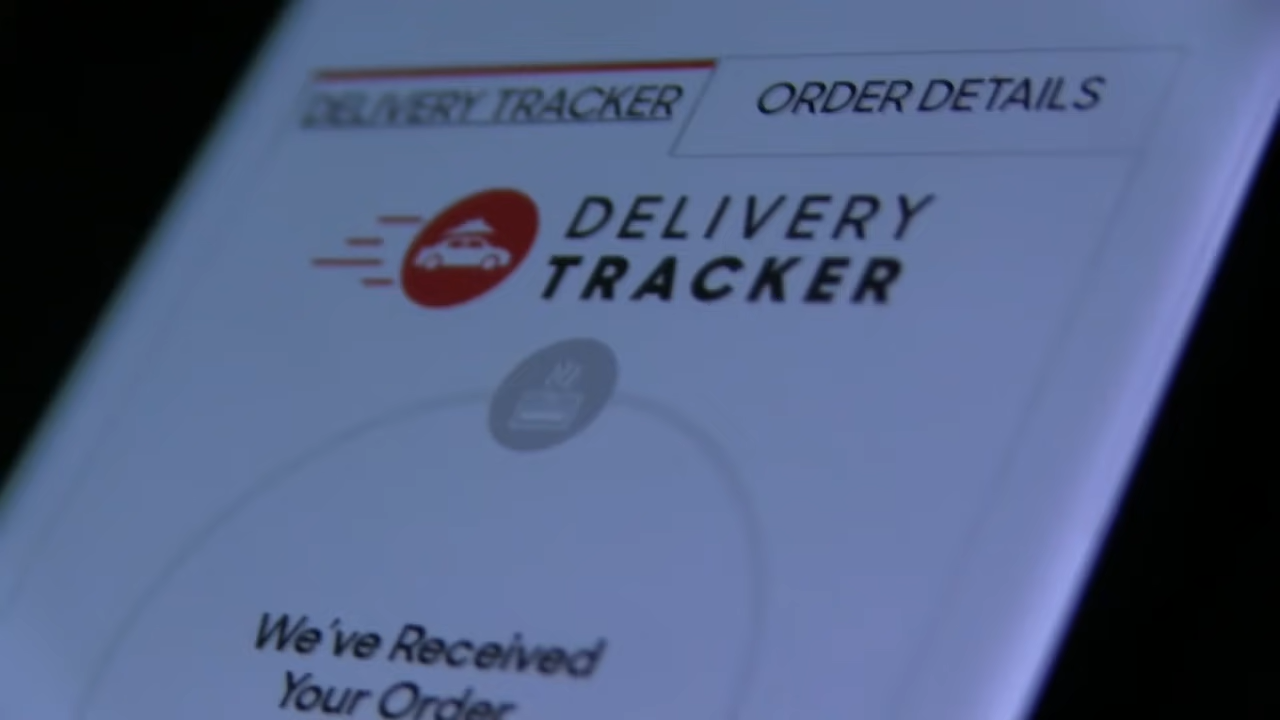 DELIVERY TRACKER
ORDER DETAILS
DELIVERY
TRACKER
We've Received
Your Order